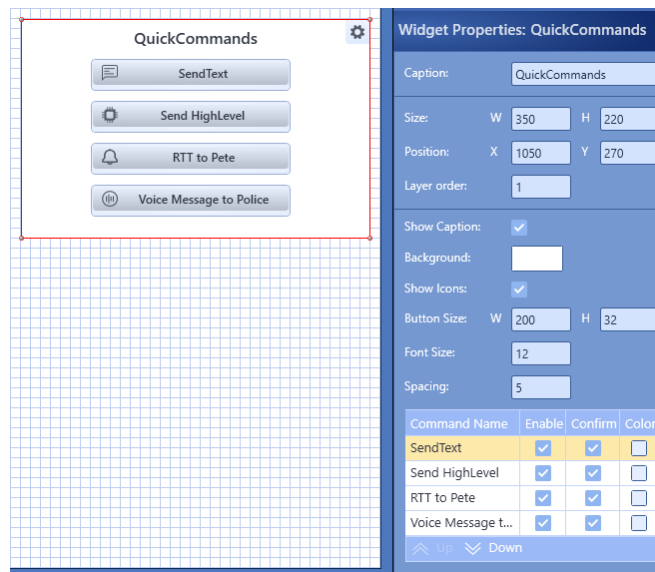 QuickCommands
SendText
Send HighLevel
RTT to Pete
Voice Message to Police
Widget Properties: QuickCommands
Caption: QuickCommands
Size: W 350 H 220
Position: X 1050 Y 270
Layer order: 1
Show Caption:
Background:
Show Icons:
Button Size: W 200 H 32
Font Size: 12
Spacing: 5
Command Name Enable Confirm Color
SendText
Send HighLevel
RTT to Pete
Voice Message t...
Up Down